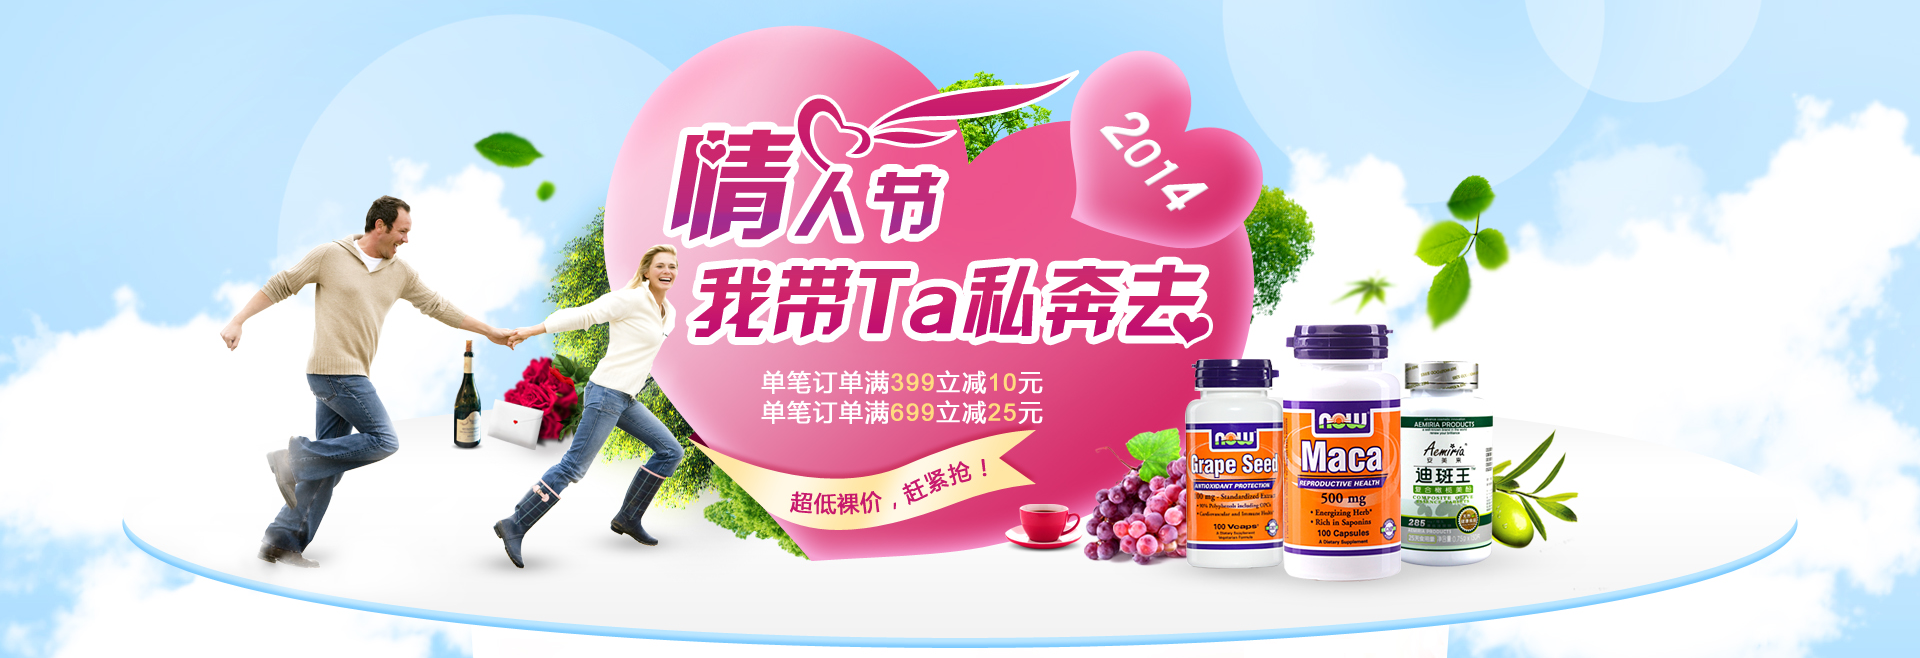 2014
情人节
我带Ta私奔去
单笔订单满399立减10元
单笔订单满699立减25元
超低裸价，赶紧抢！
NOW
Grape Seed
ANTIOXIDANT PROTECTION
100 Vcaps
NOW
Maca
REPRODUCTIVE HEALTH
500 mg
• Energizing Herb*
• Rich in Saponins
100 Capsules
A Dietary Supplement
AEMIRIA PRODUCTS
Aemiria
安美来
迪班王
285